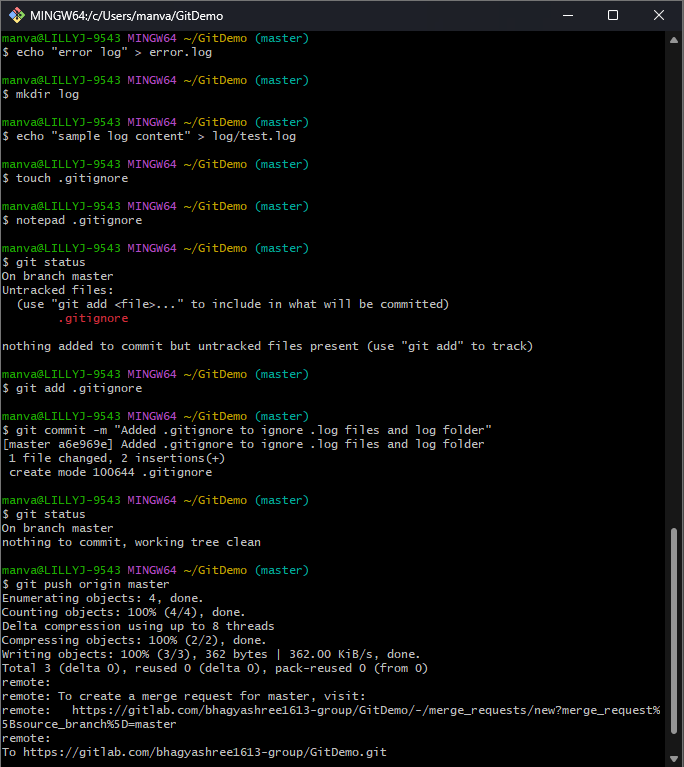 MINGW64:/c/Users/manva/GitDemo
manva@LILLYJ-9543 MINGW64 ~/GitDemo (master)
$ echo "error log" > error.log
manva@LILLYJ-9543 MINGW64 ~/GitDemo (master)
$ mkdir log
manva@LILLYJ-9543 MINGW64 ~/GitDemo (master)
$ echo "sample log content" > log/test.log
manva@LILLYJ-9543 MINGW64 ~/GitDemo (master)
$ touch .gitignore
manva@LILLYJ-9543 MINGW64 ~/GitDemo (master)
$ notepad .gitignore
manva@LILLYJ-9543 MINGW64 ~/GitDemo (master)
$ git status
On branch master
Untracked files:
  (use "git add <file>..." to include in what will be committed)
        .gitignore
nothing added to commit but untracked files present (use "git add" to track)
manva@LILLYJ-9543 MINGW64 ~/GitDemo (master)
$ git add .gitignore
manva@LILLYJ-9543 MINGW64 ~/GitDemo (master)
$ git commit -m "Added .gitignore to ignore .log files and log folder"
[master a6e969e] Added .gitignore to ignore .log files and log folder
 1 file changed, 2 insertions(+)
 create mode 100644 .gitignore
manva@LILLYJ-9543 MINGW64 ~/GitDemo (master)
$ git status
On branch master
nothing to commit, working tree clean
manva@LILLYJ-9543 MINGW64 ~/GitDemo (master)
$ git push origin master
Enumerating objects: 4, done.
Counting objects: 100% (4/4), done.
Delta compression using up to 8 threads
Compressing objects: 100% (2/2), done.
Writing objects: 100% (3/3), 362 bytes | 362.00 KiB/s, done.
Total 3 (delta 0), reused 0 (delta 0), pack-reused 0 (from 0)
remote:
remote: To create a merge request for master, visit:
remote:   https://gitlab.com/bhagyashree1613-group/GitDemo/-/merge_requests/new?merge_request%
5Bsource_branch%5D=master
remote:
To https://gitlab.com/bhagyashree1613-group/GitDemo.git